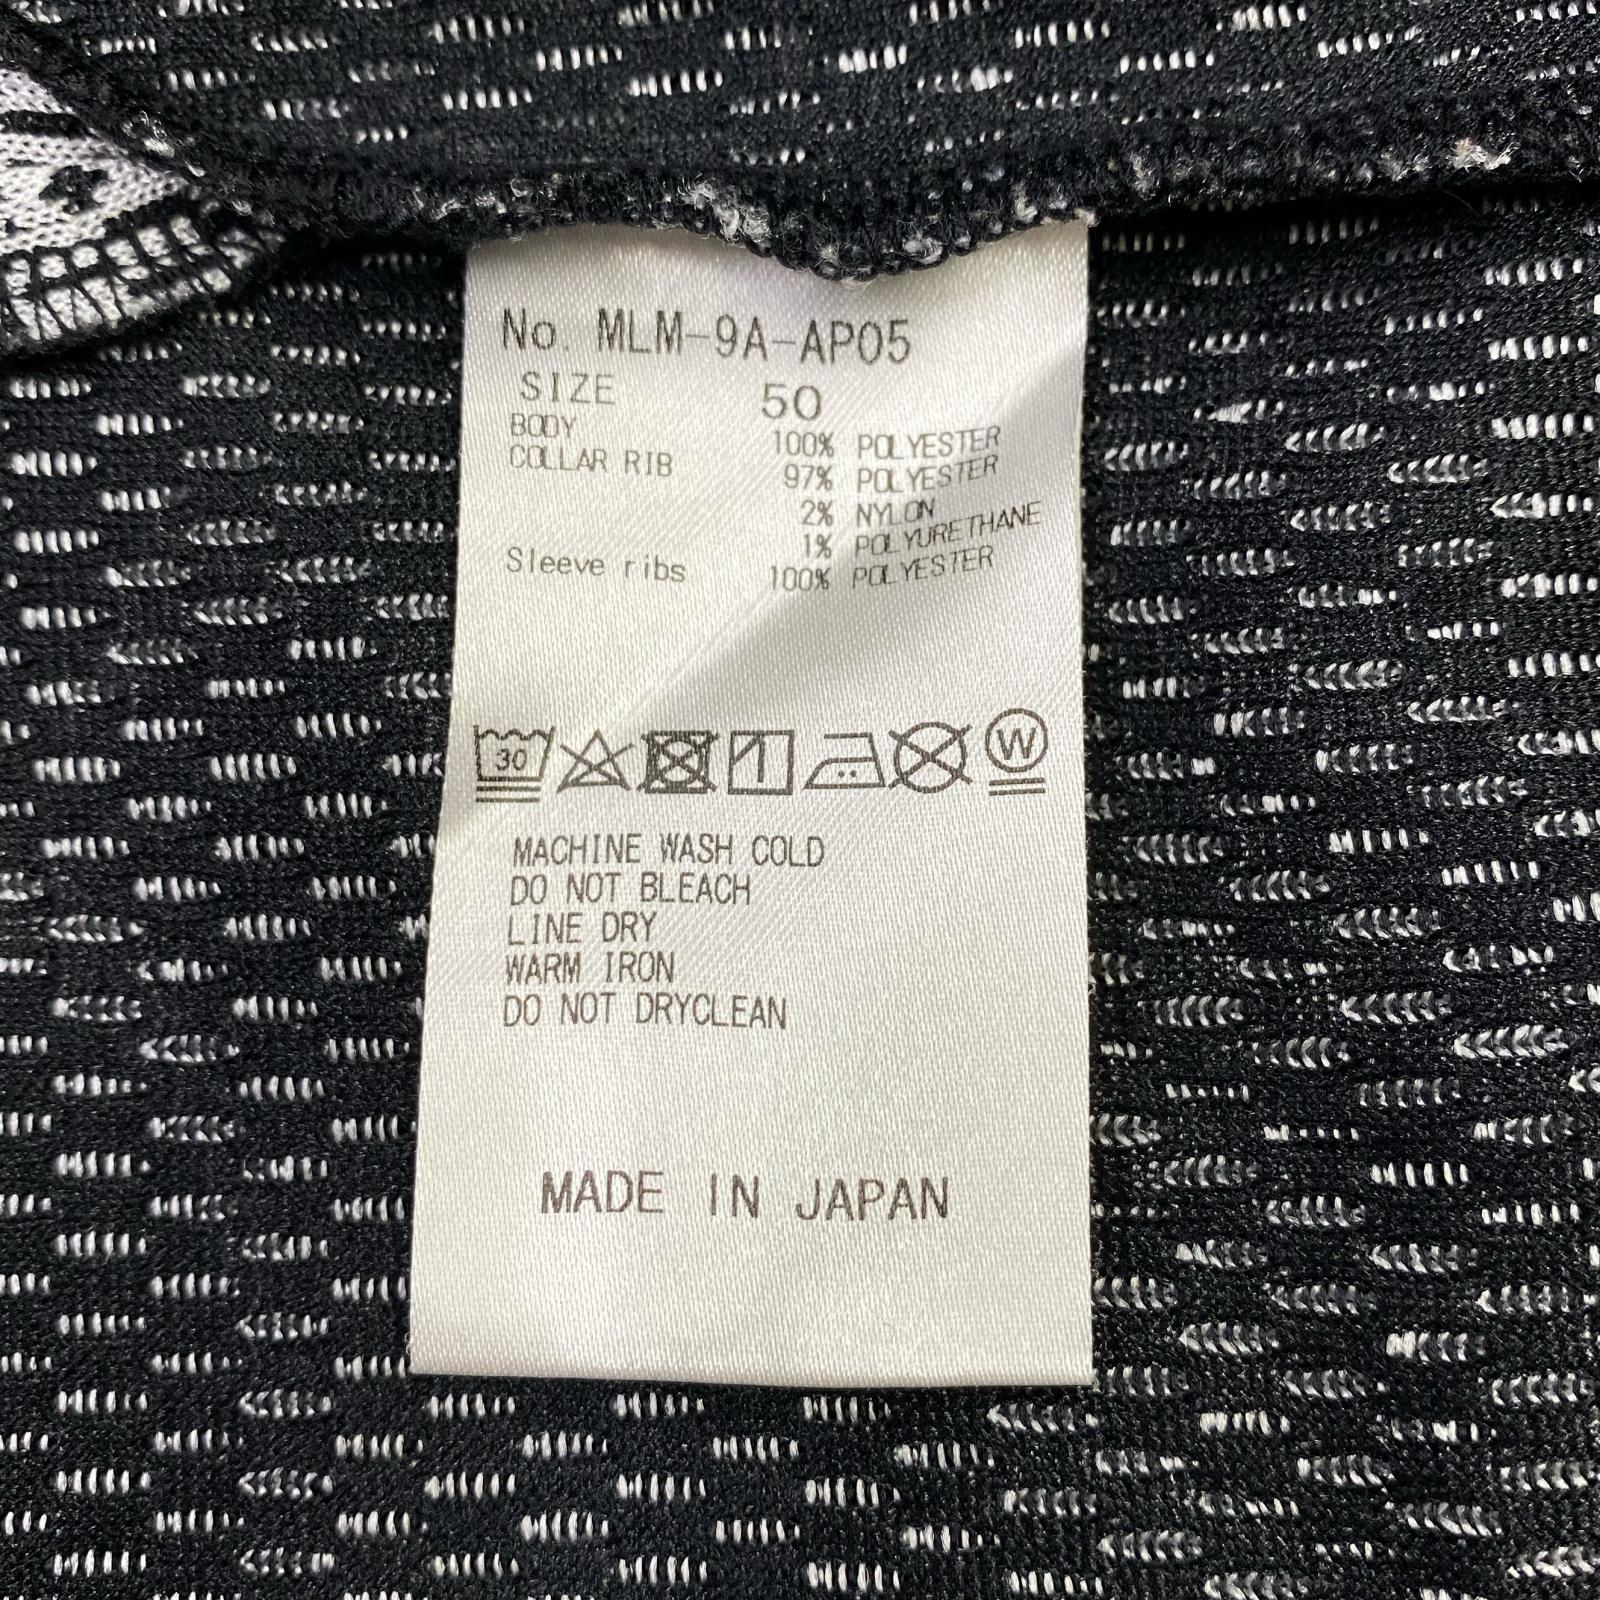 No. MLM-9A-AP05
SIZE 50
BODY 100% POLYESTER
COLLAR RIB 97% POLYESTER
2% NYLON
1% POLYURETHANE
Sleeve ribs 100% POLYESTER
30 W
MACHINE WASH COLD
DO NOT BLEACH
LINE DRY
WARM IRON
DO NOT DRYCLEAN
MADE IN JAPAN